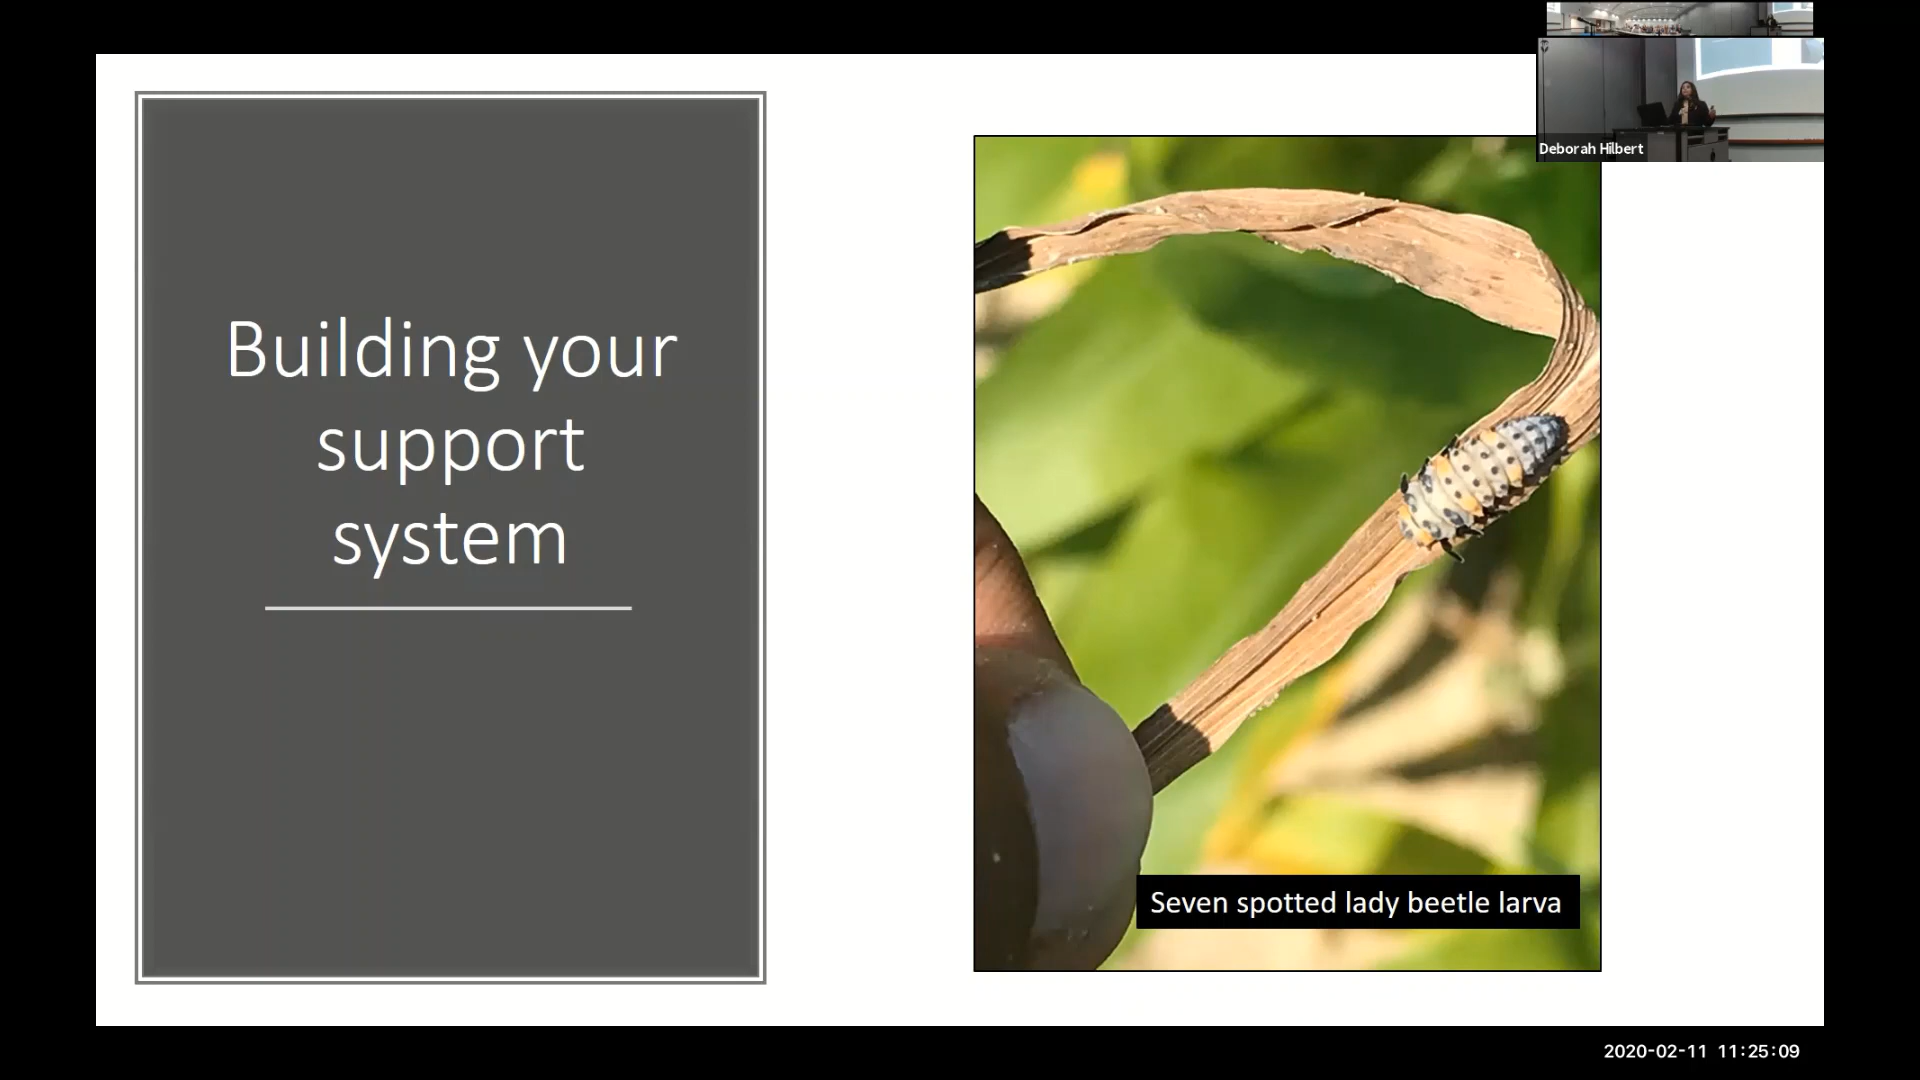 Deborah Hilbert
Building your
support
system
Seven spotted lady beetle larva
2020-02-11 11:25:09